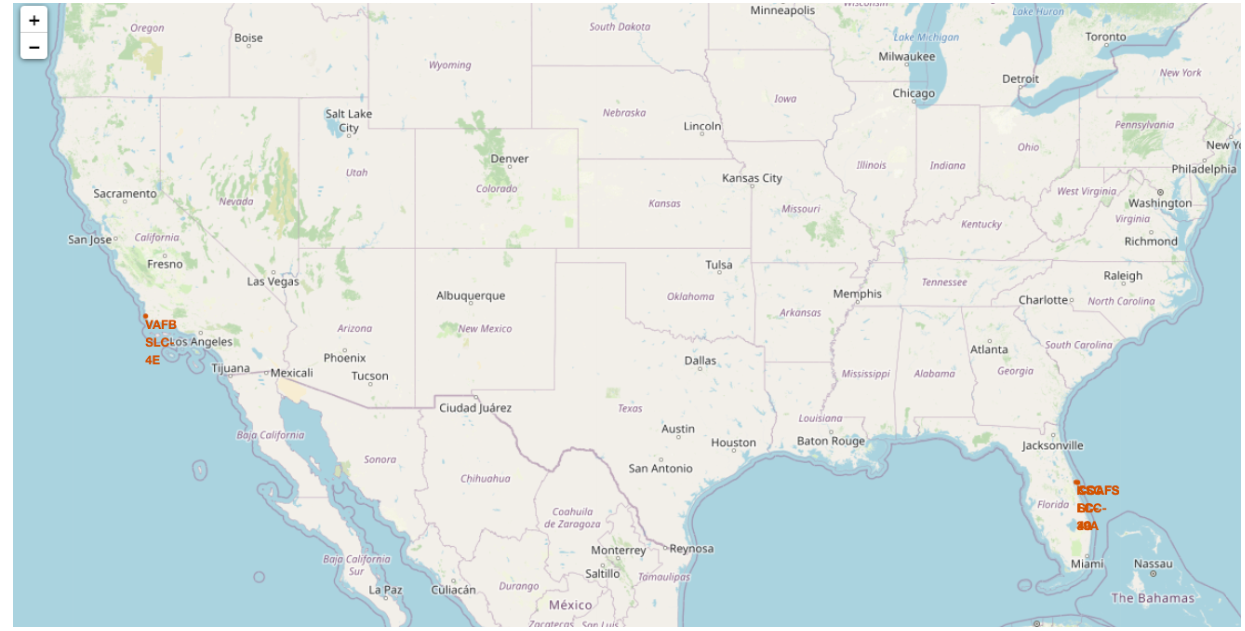 +
−
Oregon
Boise
South Dakota
Minneapolis
Wisconsin
Lake Huron
Toronto
Lake Michigan
Milwaukee
Wyoming
Detroit
New York
Chicago
Iowa
Salt Lake
City
Nebraska
Lincoln
Pennsylvania
Ohio
Denver
Illinois
Indiana
Philadelphia
Utah
Kansas City
Colorado
Sacramento
Nevada
Kansas
Missouri
West Virginia
Washington
Virginia
Kentucky
San Jose
California
Richmond
Fresno
Tulsa
Las Vegas
Raleigh
Tennessee
Albuquerque
Oklahoma
Memphis
Charlotte
North Carolina
Arkansas
VAFB
SLC-
4E
Los Angeles
Arizona
New Mexico
South Carolina
Phoenix
Atlanta
Dallas
Tijuana
Mexicali
Tucson
Mississippi
Alabama
Georgia
Ciudad Juárez
Texas
Louisiana
Austin
Baja California
Houston
Baton Rouge
Jacksonville
Sonora
San Antonio
Chihuahua
Florida
Coahuila
de Zaragoza
Monterrey
Reynosa
Baja California
Sur
Miami
Nassau
Saltillo
Tamaulipas
La Paz
Culiacán
Durango
The Bahamas
México
Zacatecas
San Luis